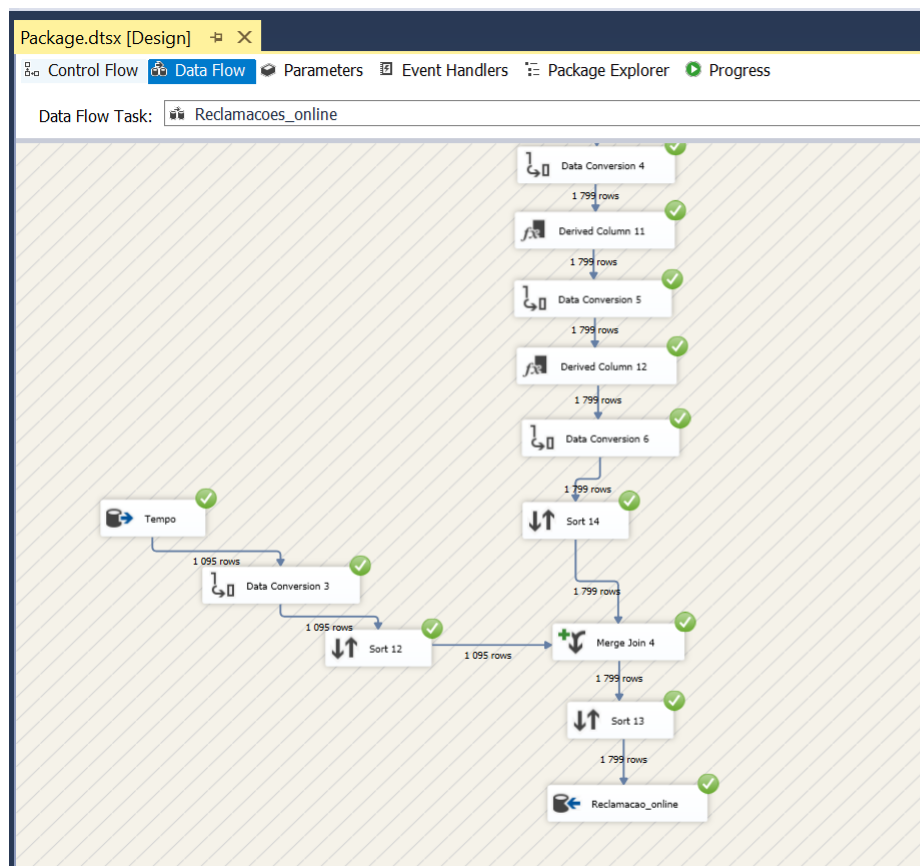 Package.dtsx [Design]
Control Flow Data Flow Parameters Event Handlers Package Explorer Progress
Data Flow Task: Reclamacoes_online
Data Conversion 4
1 799 rows
Derived Column 11
1 799 rows
Data Conversion 5
1 799 rows
Derived Column 12
1 799 rows
Data Conversion 6
1 799 rows
Tempo
Sort 14
1 095 rows
Data Conversion 3
1 799 rows
1 095 rows
Sort 12
1 095 rows
Merge Join 4
1 799 rows
Sort 13
1 799 rows
Reclamacao_online